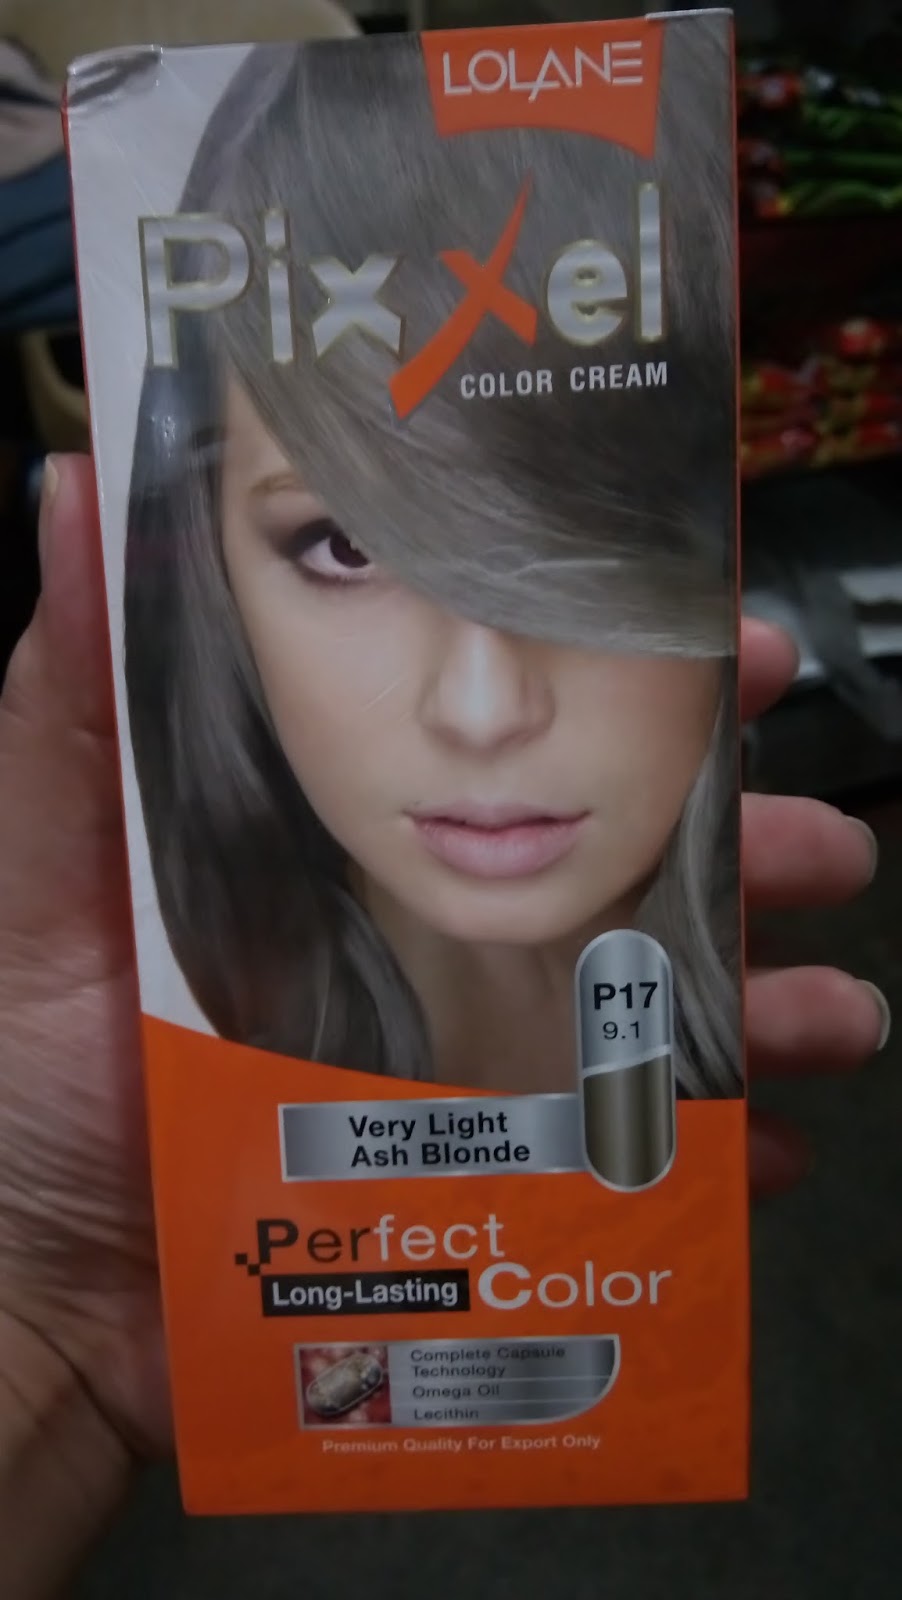 LOLANE
Pixxel
COLOR CREAM
P17
9.1
Very Light
Ash Blonde
Perfect
Long-Lasting Color
Complete Capsule
Technology
Omega Oil
Lecithin
Premium Quality For Export Only